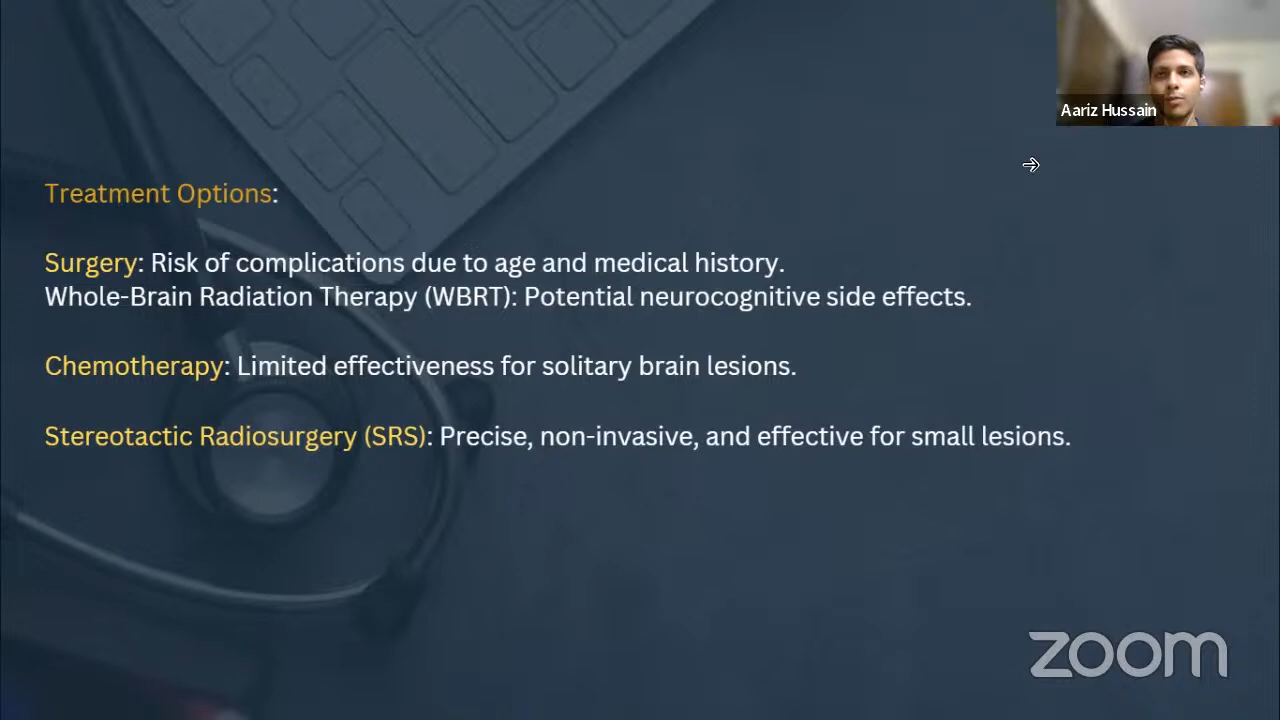 Aariz Hussain
Treatment Options:
Surgery: Risk of complications due to age and medical history.
Whole-Brain Radiation Therapy (WBRT): Potential neurocognitive side effects.
Chemotherapy: Limited effectiveness for solitary brain lesions.
Stereotactic Radiosurgery (SRS): Precise, non-invasive, and effective for small lesions.
zoom